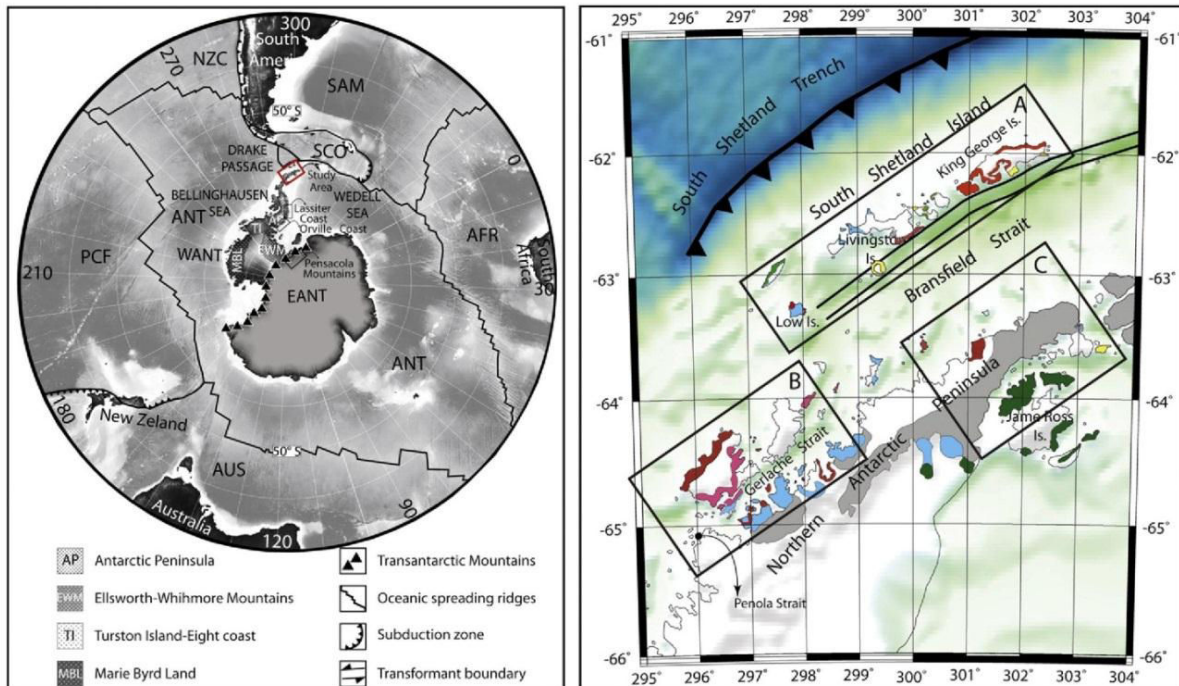 300
South
Ameri
NZC
270
SAM
50° S
DRAKE
PASSAGE
SCO
0
Study
Area
BELLINGHAUSEN
SEA
WEDELL
SEA
ANT
Lassiter
Coast
Orville
Coast
AFR
TI
PCF
WANT
EWM
MBL
Pensacola
Mountains
210
South
Africa
30
EANT
ANT
180
New Zeland
50° S
AUS
90
Australia
120
AP Antarctic Peninsula
EWM Ellsworth-Whihmore Mountains
TI Turston Island-Eight coast
MBL Marie Byrd Land
Transantarctic Mountains
Oceanic spreading ridges
Subduction zone
Transformant boundary
295 296 297 298 299 300 301 302 303 304
-61° -61°
South Shetland Trench
A
South Shetland Island
King George Is.
-62° -62°
Livingston
Is.
Bransfield Strait
-63° -63°
C
Low Is.
B
Peninsula
-64° -64°
Jame Ross
Is.
Gerlache Strait
Antarctic
-65° -65°
Northern
Penola Strait
-66° -66°
295 296 297 298 299 300 301 302 303 304